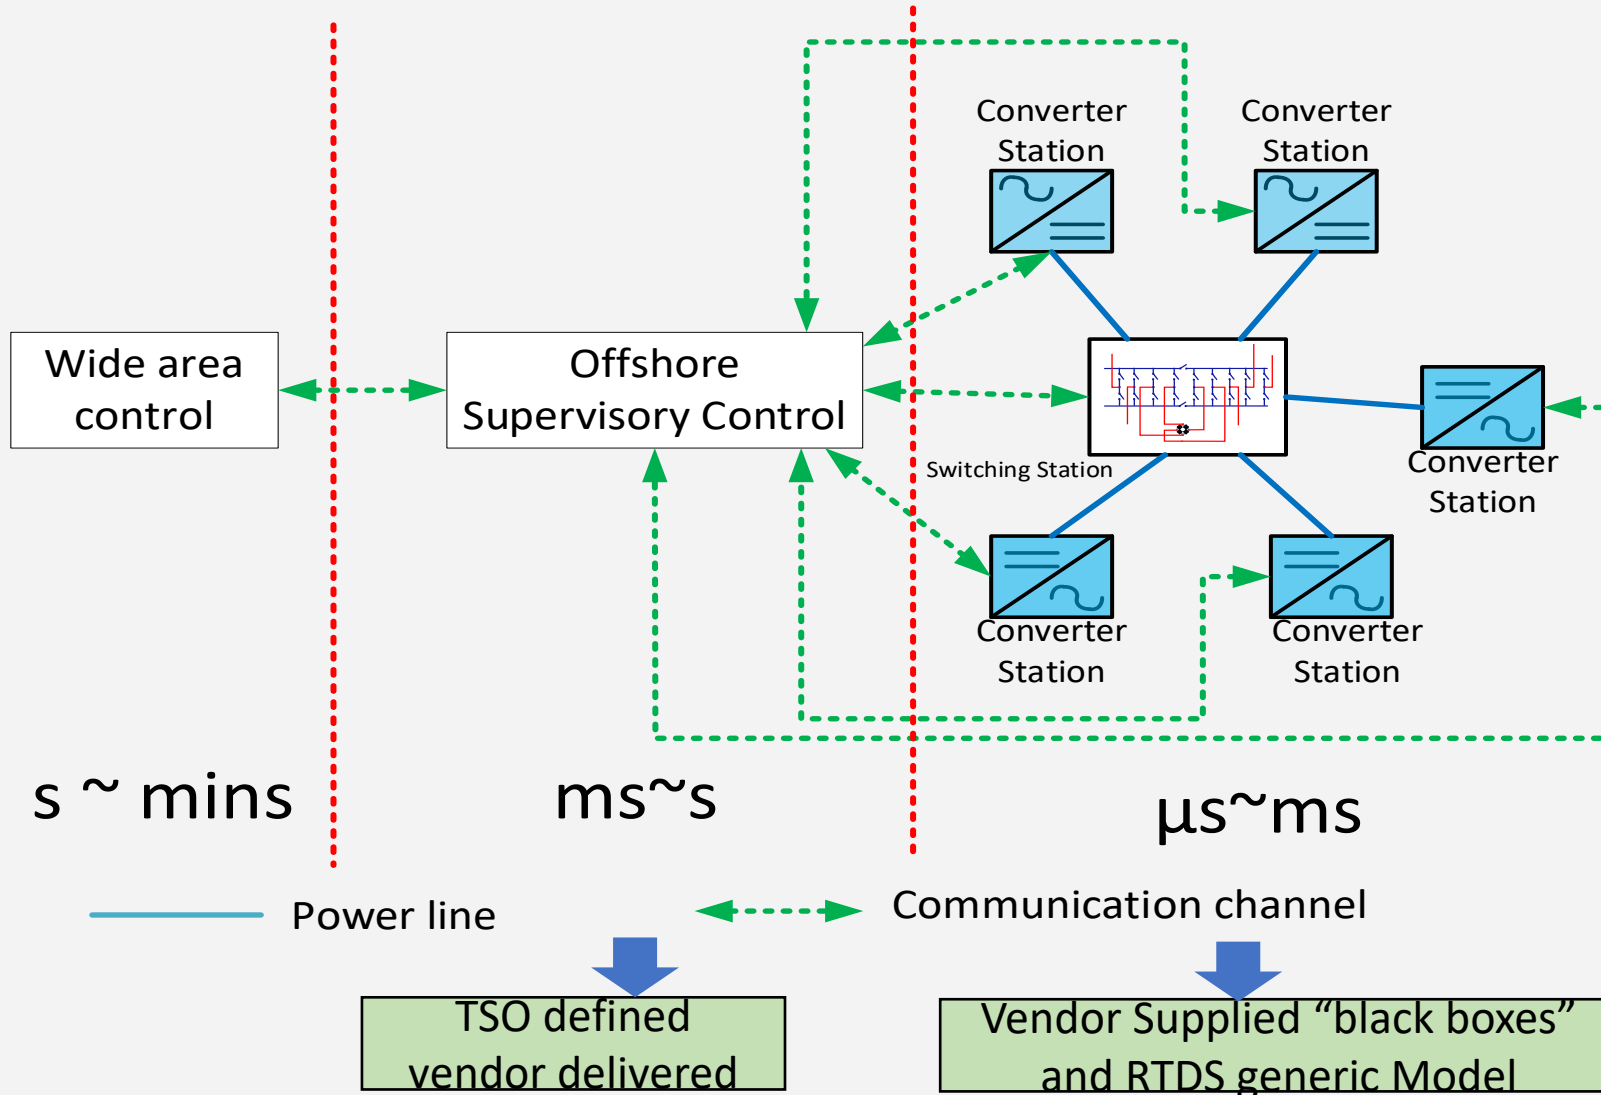 Converter
Station
Converter
Station
Wide area
control
Offshore
Supervisory Control
Switching Station
Converter
Station
Converter
Station
Converter
Station
s ~ mins
ms~s
µs~ms
Power line
Communication channel
TSO defined
vendor delivered
Vendor Supplied “black boxes”
and RTDS generic Model